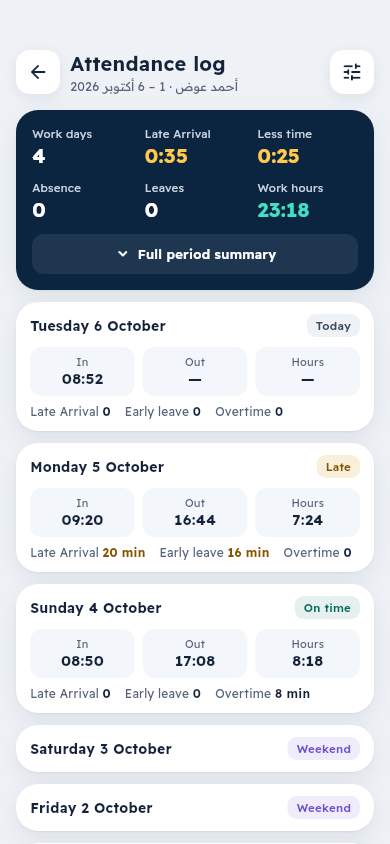 Attendance log
أحمد عوض · 1 – 6 أكتوبر 2026
Work days
Late Arrival
Less time
4
0:35
0:25
Absence
Leaves
Work hours
0
0
23:18
Full period summary
Tuesday 6 October
Today
In
Out
Hours
08:52
—
—
Late Arrival 0 Early leave 0 Overtime 0
Monday 5 October
Late
In
Out
Hours
09:20
16:44
7:24
Late Arrival 20 min Early leave 16 min Overtime 0
Sunday 4 October
On time
In
Out
Hours
08:50
17:08
8:18
Late Arrival 0 Early leave 0 Overtime 8 min
Saturday 3 October
Weekend
Friday 2 October
Weekend